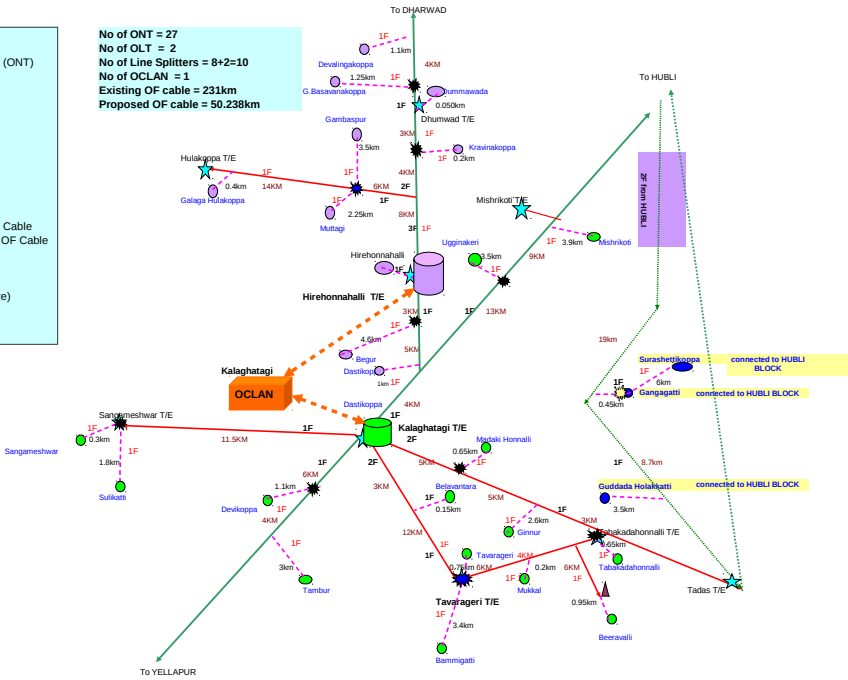 To DHARWAD
No of ONT = 27
No of OLT = 2
No of Line Splitters = 8+2=10
No of OCLAN = 1
Existing OF cable = 231km
Proposed OF cable = 50.238km
(ONT)
Cable
OF Cable
e)
1F
1.1km
Devalingakoppa
4KM
1.25km
1F
G.Basavanakoppa
Dummawada
1F
0.050km
Dhumwad T/E
To HUBLI
Gambaspur
3.5km
3KM
1F
Kravinakoppa
1F
0.2km
Hulakoppa T/E
1F
14KM
0.4km
Galaga Hulakoppa
4KM
6KM
2F
1F
1F
2.25km
Muttagi
8KM
3F
1F
2F from HUBLI
Mishrikoti T/E
1F
3.9km
Mishrikoti
Ugginakeri
3.5km
1F
9KM
Hirehonnahalli
1F
Hirehonnahalli T/E
3KM
1F
1F
13KM
1F
4.6km
5KM
Begur
Dastikoppa
1km
1F
19km
Surashettikoppa
connected to HUBLI
BLOCK
1F
6km
1F
Gangagatti
connected to HUBLI BLOCK
0.45km
Kalaghatagi
OCLAN
Dastikoppa
4KM
1F
Kalaghatagi T/E
Sangameshwar T/E
1F
0.3km
Sangameshwar
11.5KM
1F
1F
1.8km
Sulikatti
2F
2F
Madaki Honnalli
0.65km
1F
5KM
1F
6KM
3KM
5KM
1F
8.7km
1.1km
Devikoppa
1F
Belavantara
1F
0.15km
Guddada Holakatti
connected to HUBLI BLOCK
3.5km
4KM
1F
3km
Tambur
12KM
1F
1F
1F
2.6km
Ginnur
1F
3KM
Tabakadahonnalli T/E
0.65km
1F
Tabakadahonnalli
Tavarageri
4KM
0.75km
6KM
1F
0.2km
Mukkal
6KM
1F
Tadas T/E
Tavarageri T/E
1F
3.4km
Bammigatti
0.95km
Beeravalli
To YELLAPUR